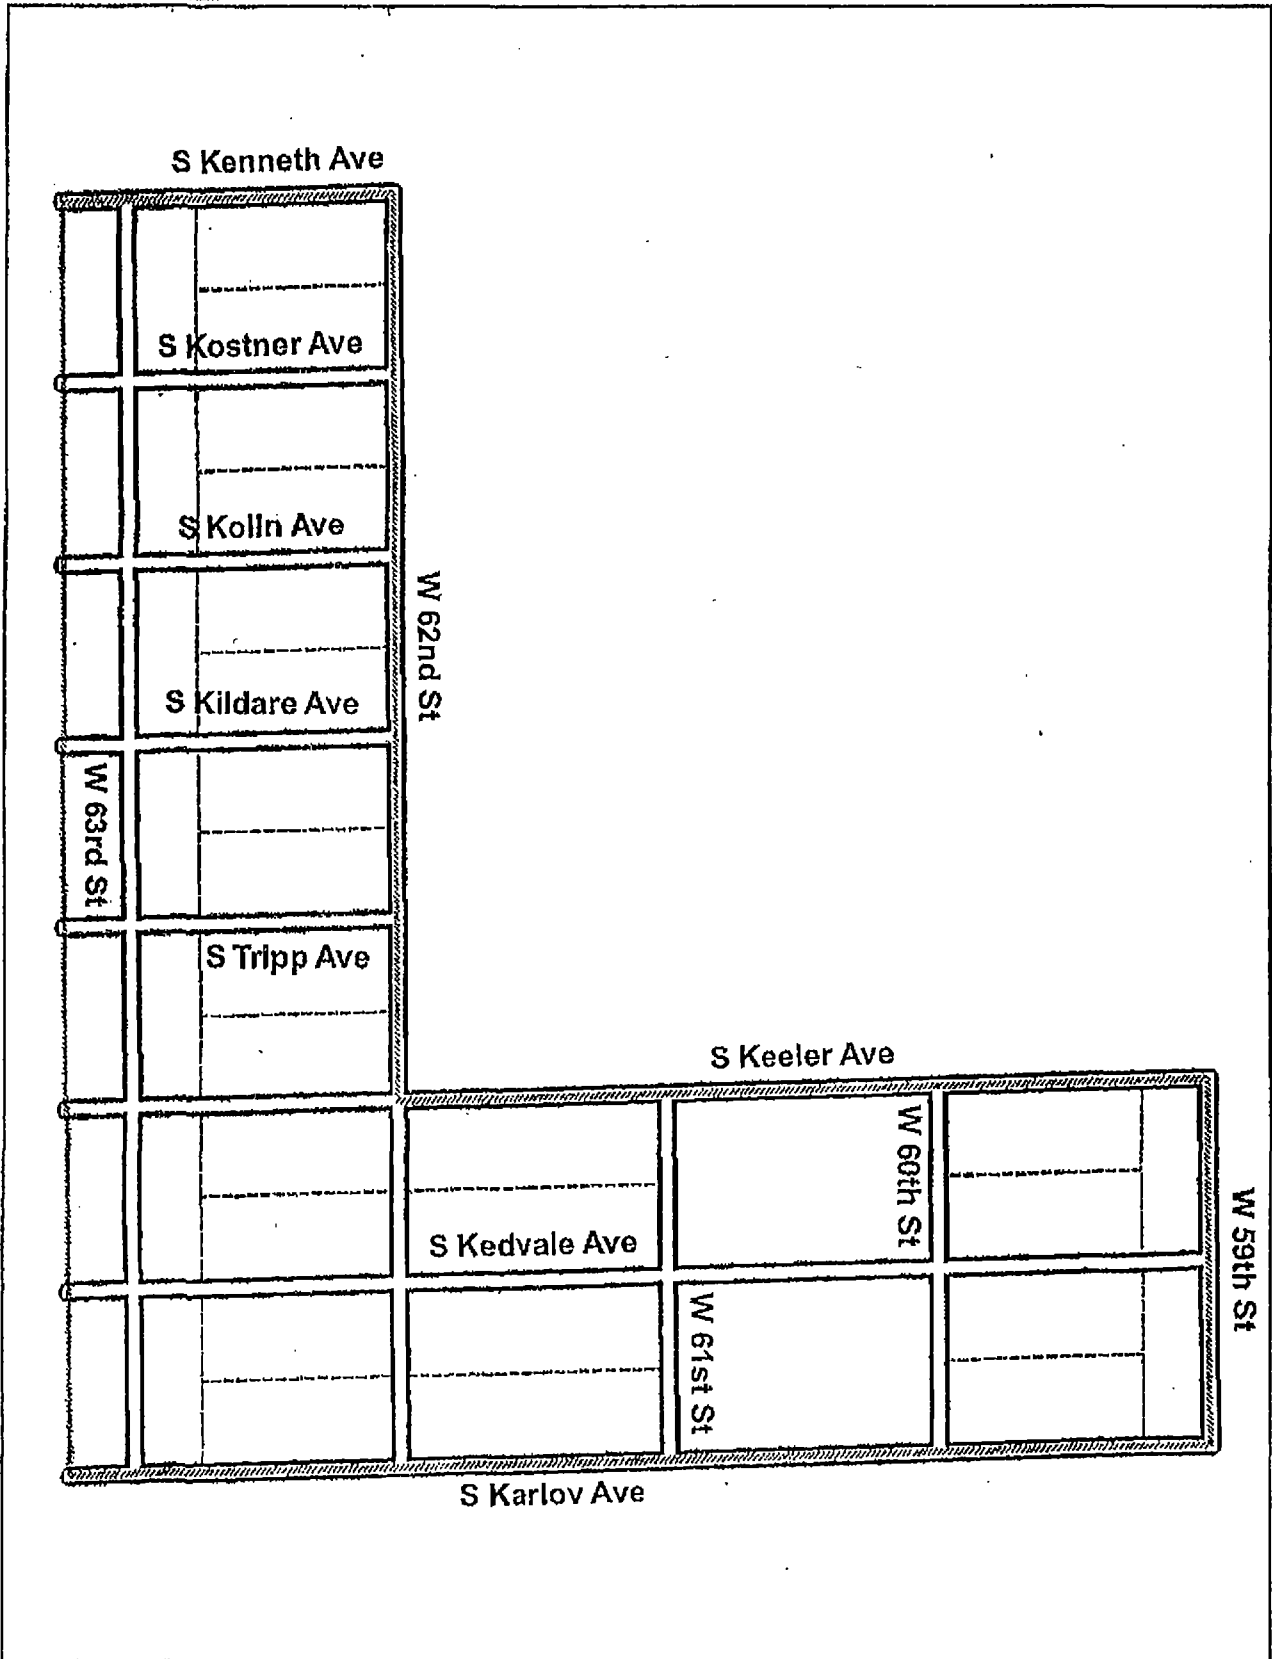 S Kenneth Ave
S Kostner Ave
S Kolin Ave
W 62nd St
S Kildare Ave
W 63rd St
S Tripp Ave
S Keeler Ave
W 60th St
W 59th St
S Kedvale Ave
W 61st St
S Karlov Ave